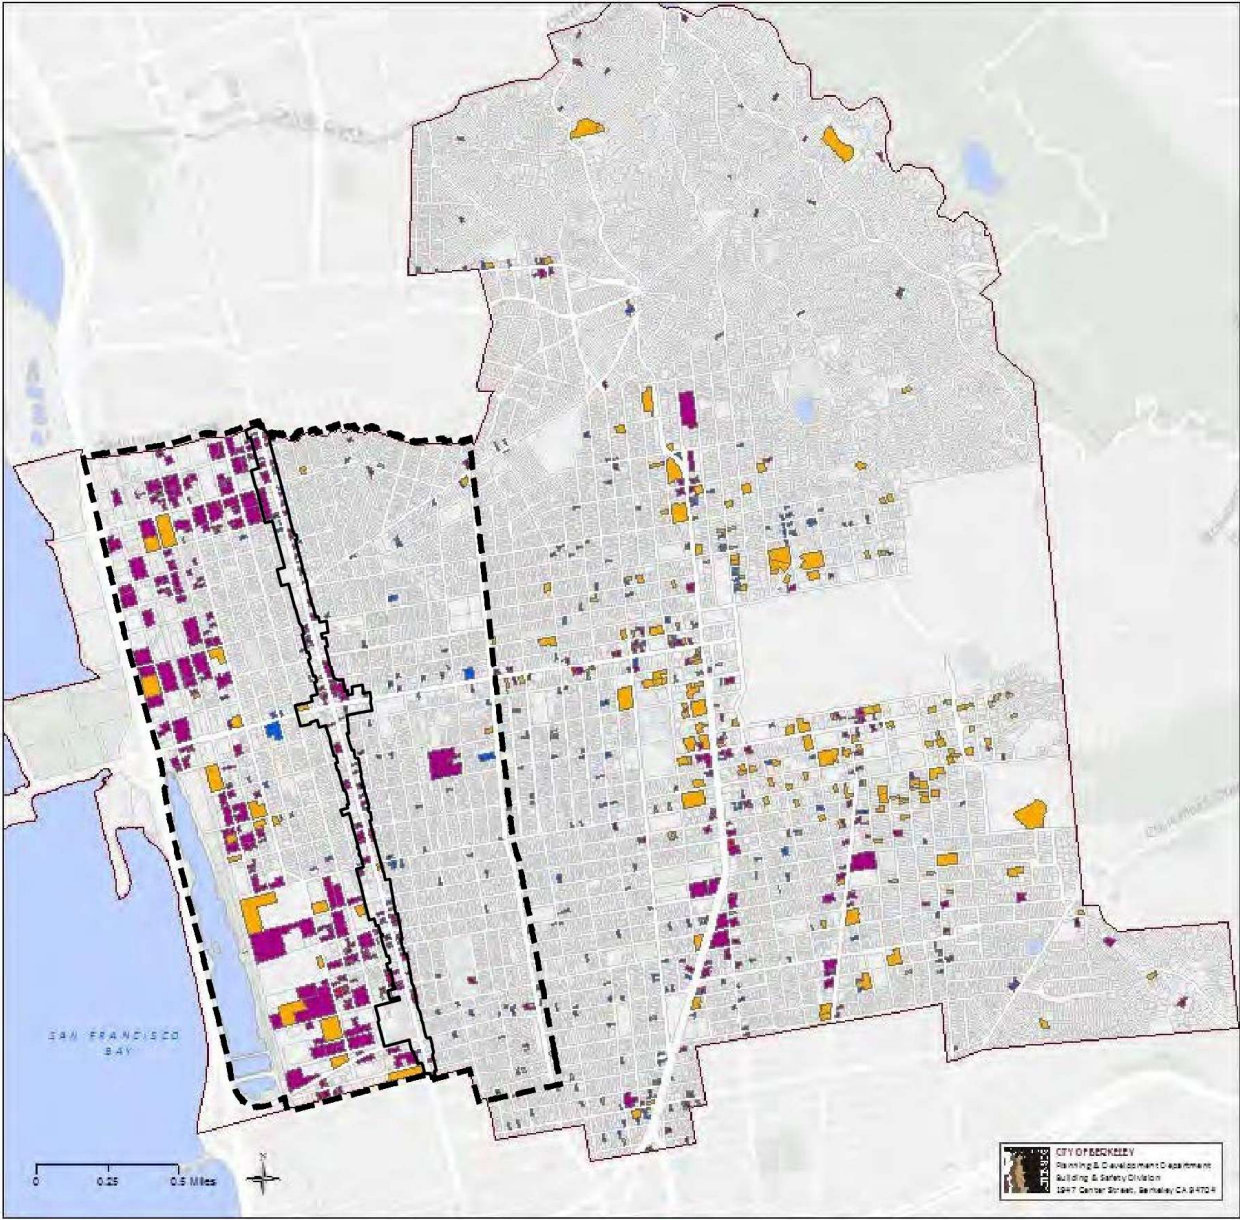 SAN FRANCISCO
BAY
0 0.25 0.5 Miles
N
CITY OF BERKELEY
Planning & Development Department
Building & Safety Division
1947 Center Street, Berkeley CA 94704